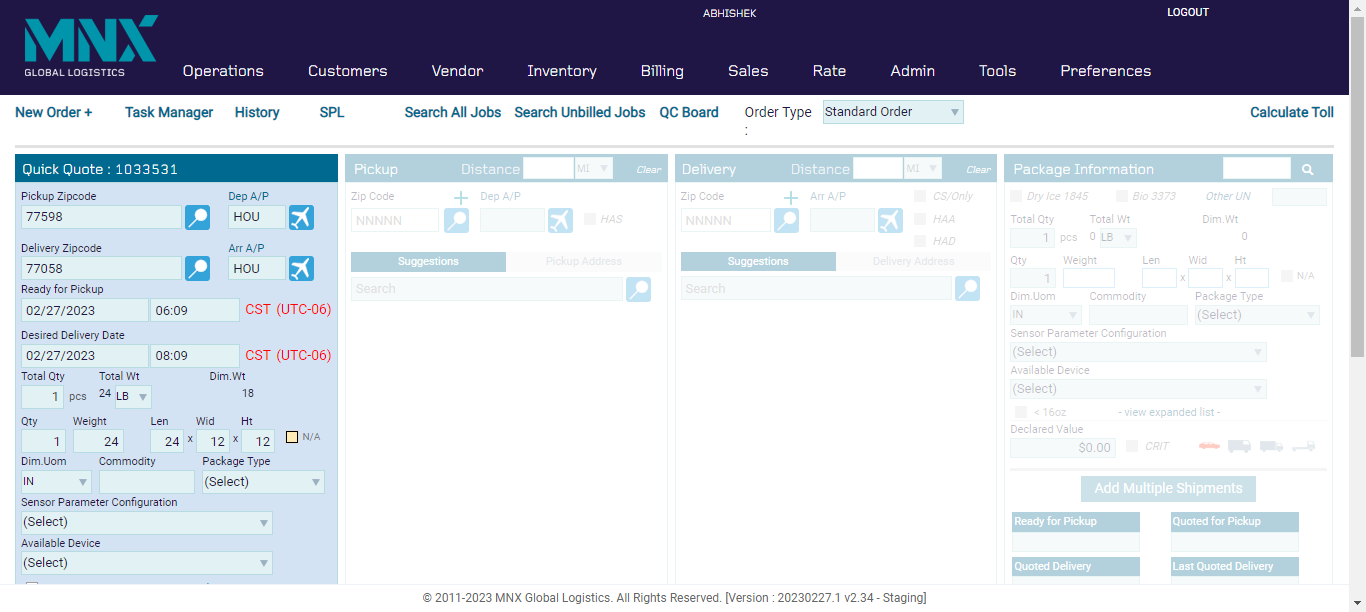 MNX
GLOBAL LOGISTICS
ABHISHEK
LOGOUT
Operations Customers Vendor Inventory Billing Sales Rate Admin Tools Preferences
New Order + Task Manager History SPL Search All Jobs Search Unbilled Jobs QC Board Order Type : Standard Order Calculate Toll
Quick Quote : 1033531
Pickup Zipcode Dep A/P
77598 HOU
Delivery Zipcode Arr A/P
77058 HOU
Ready for Pickup
02/27/2023 06:09 CST (UTC-06)
Desired Delivery Date
02/27/2023 08:09 CST (UTC-06)
Total Qty Total Wt Dim.Wt
1 pcs 24 LB 18
Qty Weight Len Wid Ht
1 24 24 x 12 x 12 N/A
Dim.Uom Commodity Package Type
IN (Select)
Sensor Parameter Configuration
(Select)
Available Device
(Select)
Pickup Distance MI Clear
Zip Code Dep A/P
NNNNN HAS
Suggestions Pickup Address
Search
Delivery Distance MI Clear
Zip Code Arr A/P CS/Only
NNNNN HAA
HAD
Suggestions Delivery Address
Search
Package Information
Dry Ice 1845 Bio 3373 Other UN
Total Qty Total Wt Dim.Wt
1 pcs 0 LB 0
Qty Weight Len Wid Ht
1 x x N/A
Dim.Uom Commodity Package Type
IN (Select)
Sensor Parameter Configuration
(Select)
Available Device
(Select)
< 16oz - view expanded list -
Declared Value
$0.00 CRIT
Add Multiple Shipments
Ready for Pickup Quoted for Pickup
Quoted Delivery Last Quoted Delivery
© 2011-2023 MNX Global Logistics. All Rights Reserved. [Version : 20230227.1 v2.34 - Staging]